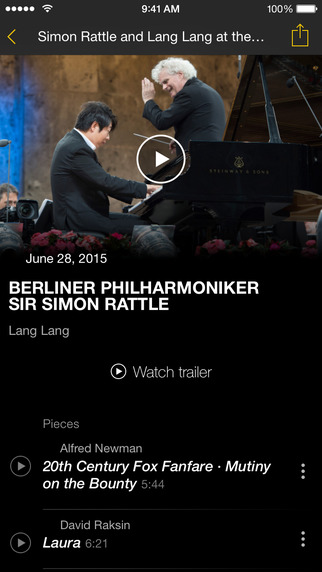 9:41 AM
100%
Simon Rattle and Lang Lang at the…
STEINWAY & SONS
June 28, 2015
BERLINER PHILHARMONIKER
SIR SIMON RATTLE
Lang Lang
Watch trailer
Pieces
Alfred Newman
20th Century Fox Fanfare · Mutiny
on the Bounty 5:44
David Raksin
Laura 6:21